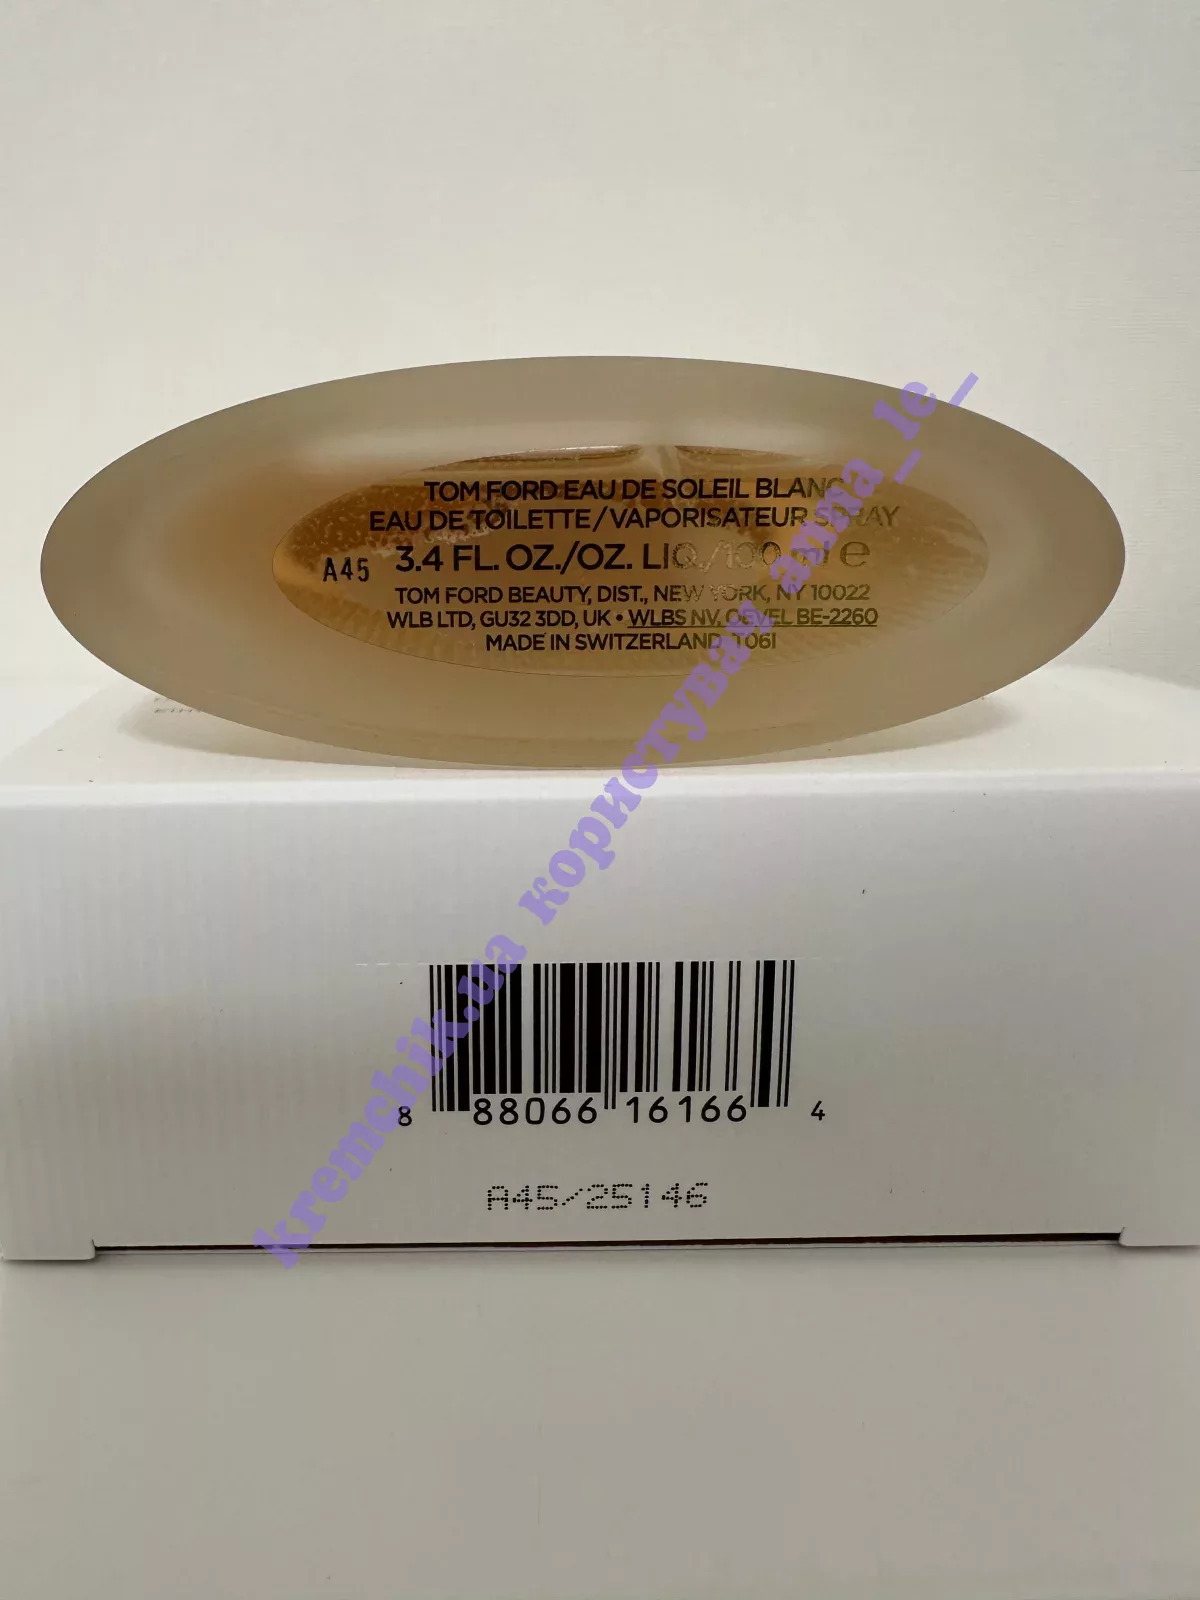 TOM FORD EAU DE SOLEIL BLANC
EAU DE TOILETTE/VAPORISATEUR SPRAY
A45 3.4 FL. OZ./OZ. LIQ./100 ml e
TOM FORD BEAUTY, DIST., NEW YORK, NY 10022
WLB LTD, GU32 3DD, UK • WLBS NV, OEVEL BE-2260
MADE IN SWITZERLAND T06I
kremchik.ua користувач anna_le_
8 88066 16166 4
A45/25146